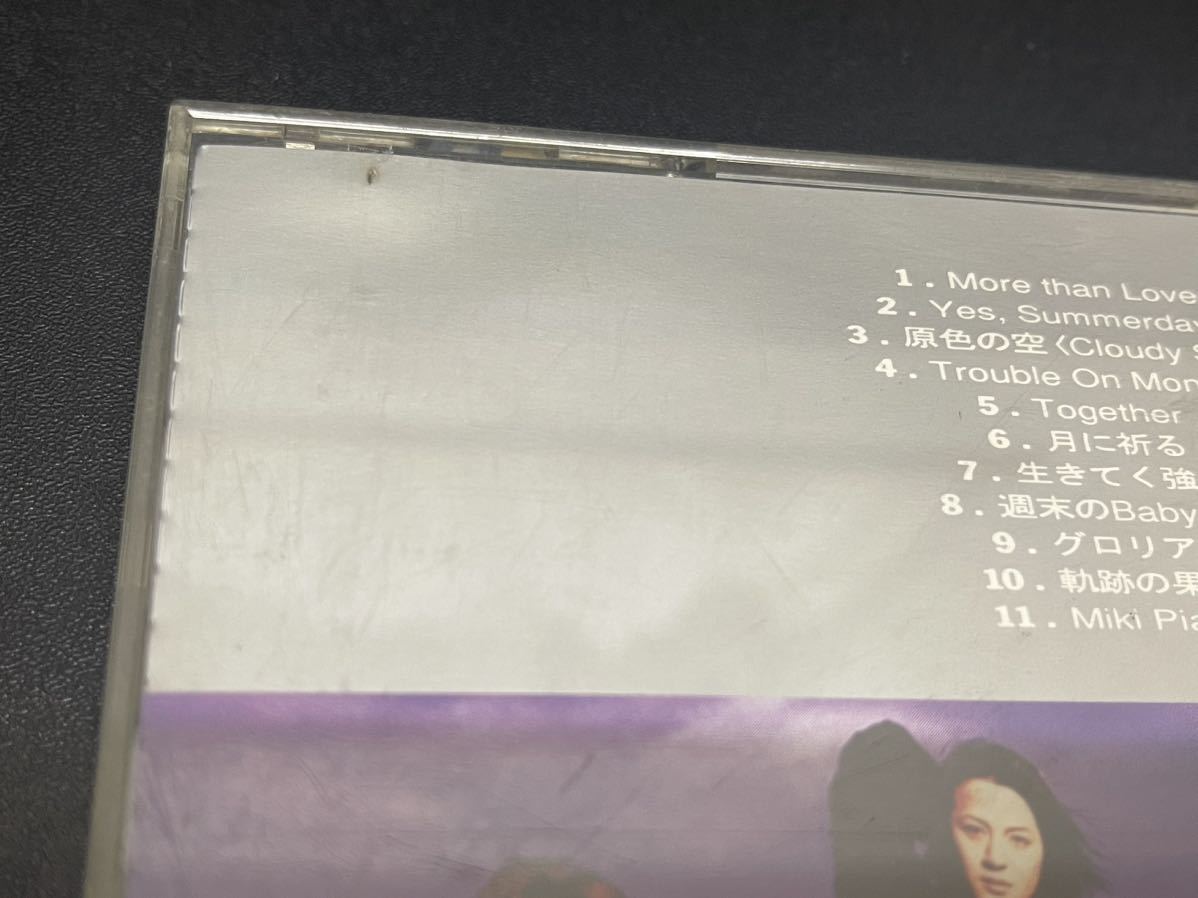 1. More than Love
2. Yes, Summerday
3. 原色の空〈Cloudy
4. Trouble On Mon
5. Together
6. 月に祈る
7. 生きてく強
8. 週末のBaby
9. グロリア
10. 軌跡の果
11. Miki Pia